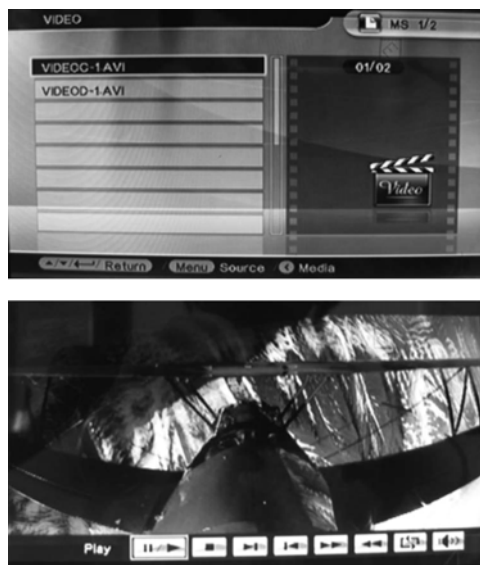 VIDEO
MS 1/2
VIDEOC-1.AVI
01/02
VIDEOD-1.AVI
Video
Return
Menu Source
Media
Play